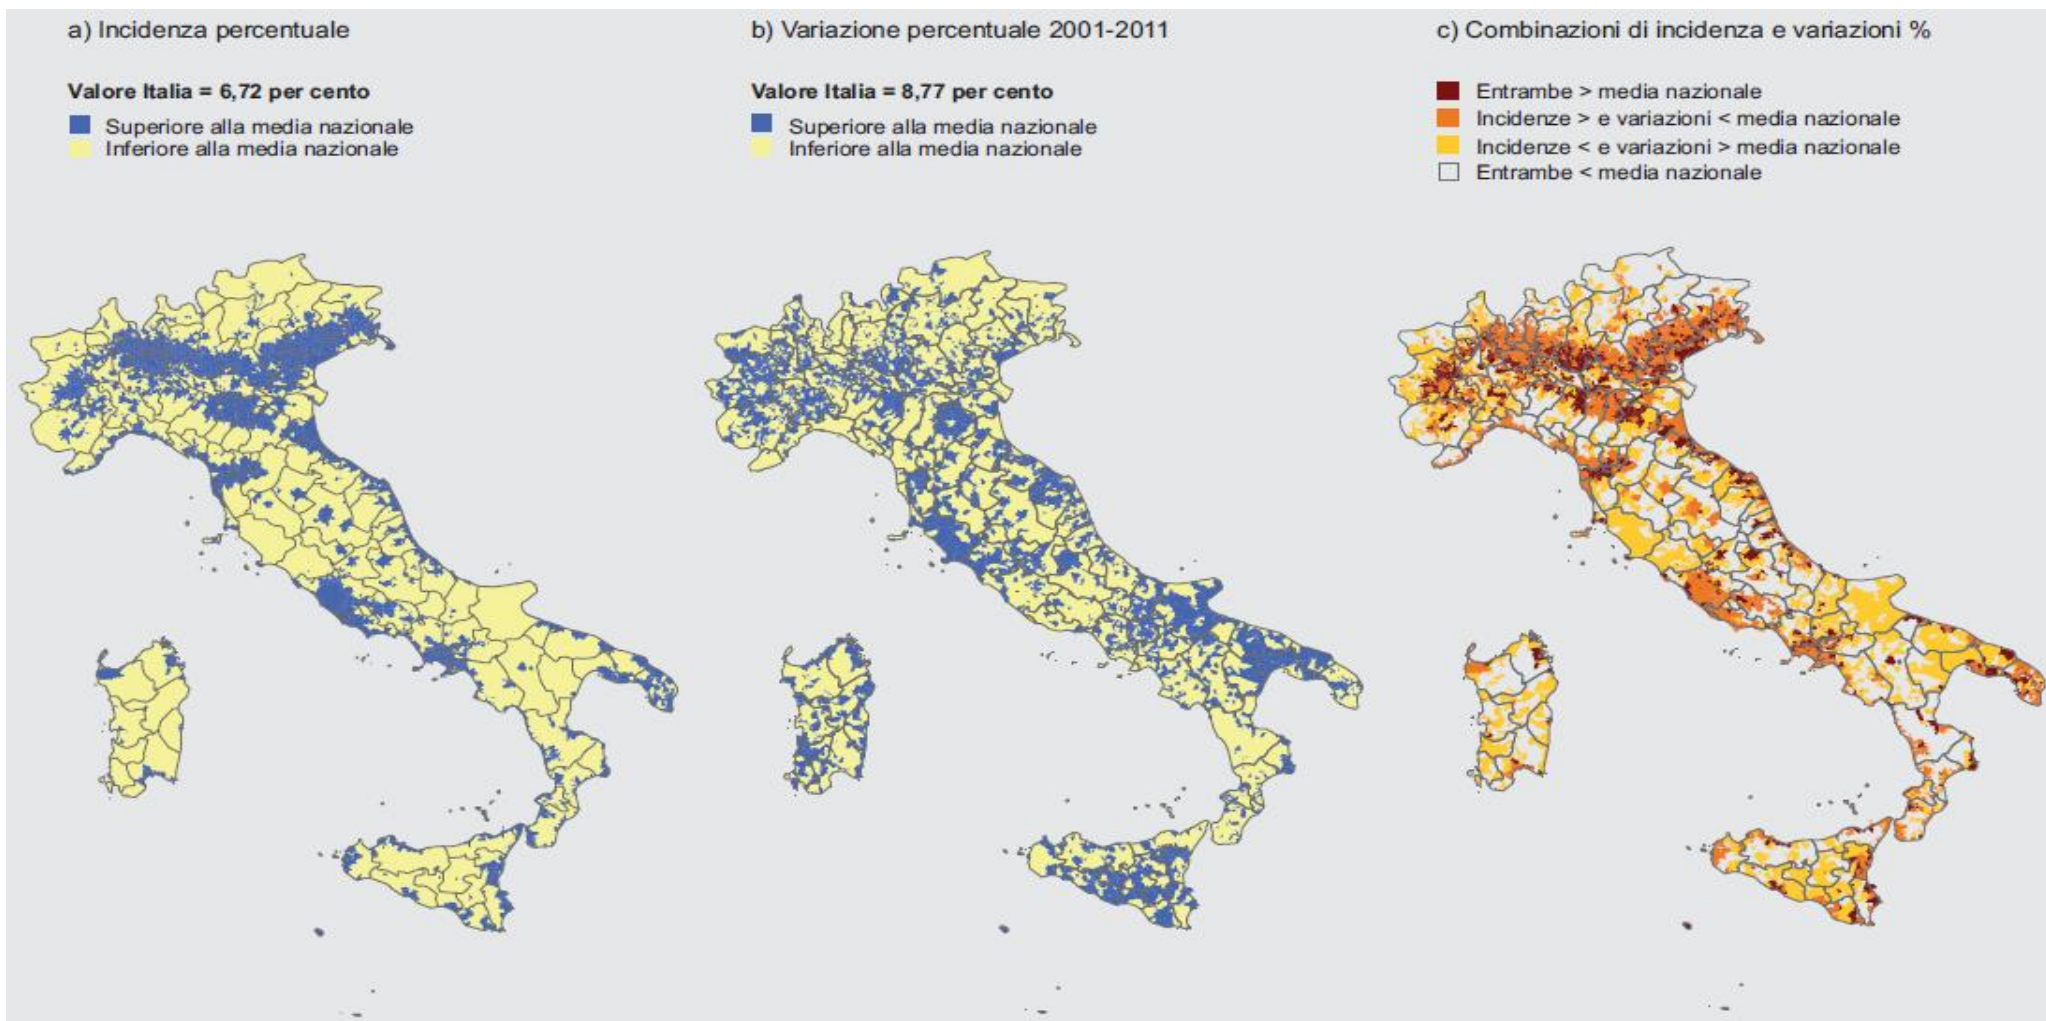 a) Incidenza percentuale
Valore Italia = 6,72 per cento
Superiore alla media nazionale
Inferiore alla media nazionale
b) Variazione percentuale 2001-2011
Valore Italia = 8,77 per cento
Superiore alla media nazionale
Inferiore alla media nazionale
c) Combinazioni di incidenza e variazioni %
Entrambe > media nazionale
Incidenze > e variazioni < media nazionale
Incidenze < e variazioni > media nazionale
Entrambe < media nazionale